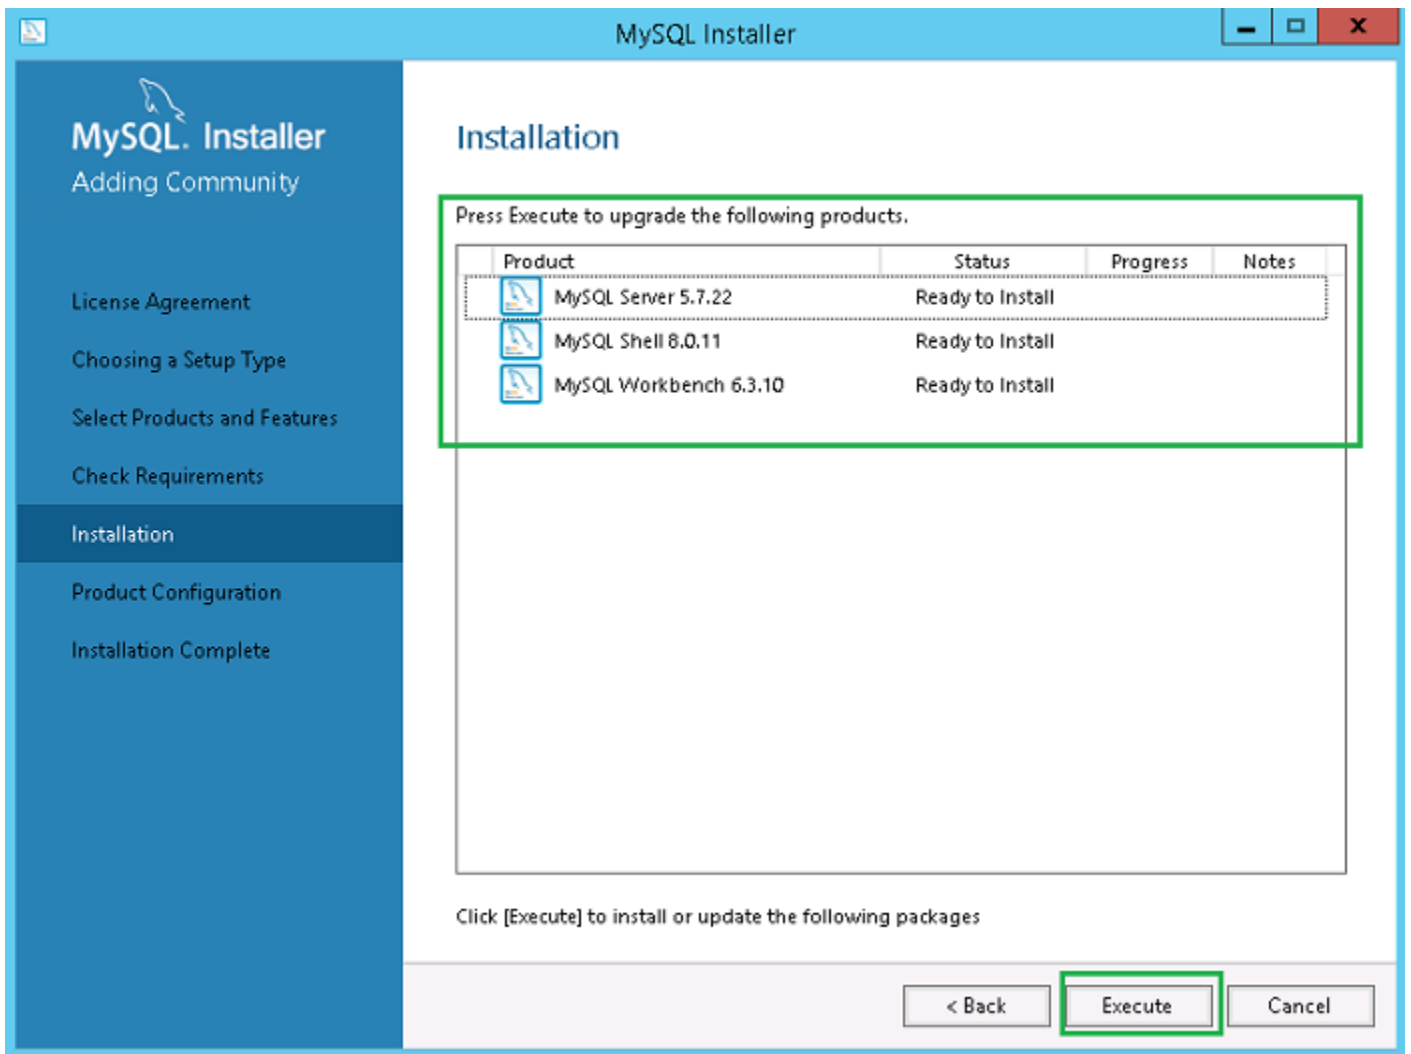 MySQL Installer
MySQL. Installer
Adding Community
License Agreement
Choosing a Setup Type
Select Products and Features
Check Requirements
Installation
Product Configuration
Installation Complete
Installation
Press Execute to upgrade the following products.
Product Status Progress Notes
MySQL Server 5.7.22 Ready to Install
MySQL Shell 8.0.11 Ready to Install
MySQL Workbench 6.3.10 Ready to Install
Click [Execute] to install or update the following packages
< Back Execute Cancel